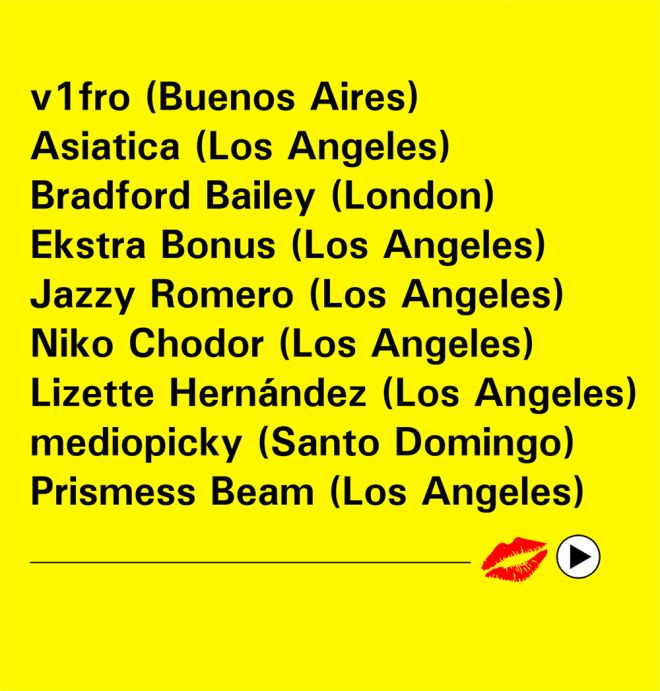 v1fro (Buenos Aires)
Asiatica (Los Angeles)
Bradford Bailey (London)
Ekstra Bonus (Los Angeles)
Jazzy Romero (Los Angeles)
Niko Chodor (Los Angeles)
Lizette Hernández (Los Angeles)
mediopicky (Santo Domingo)
Prismess Beam (Los Angeles)